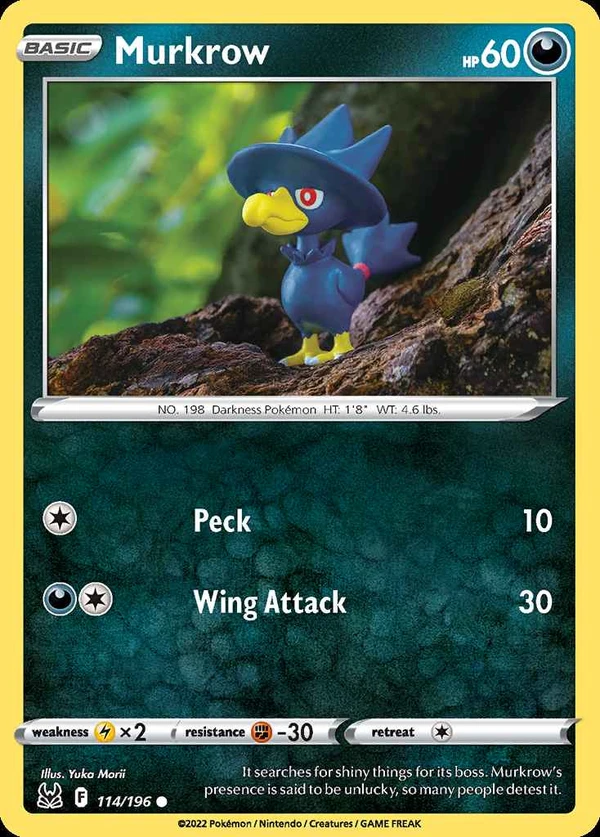 BASIC Murkrow HP60
NO. 198 Darkness Pokémon HT: 1'8" WT: 4.6 lbs.
Peck 10
Wing Attack 30
weakness ×2 resistance -30 retreat
Illus. Yuka Morii
It searches for shiny things for its boss. Murkrow's
presence is said to be unlucky, so many people detest it.
F 114/196
©2022 Pokémon / Nintendo / Creatures / GAME FREAK